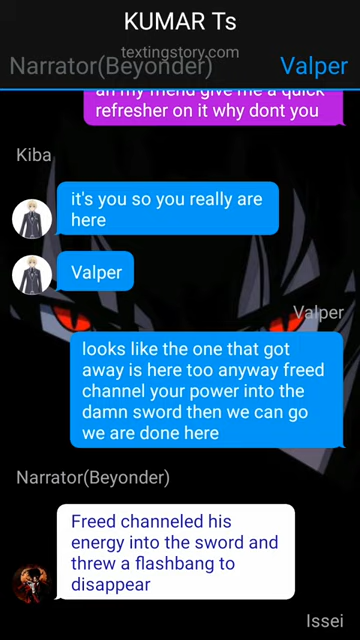 KUMAR Ts
textingstory.com
Narrator(Beyonder)
Valper
ah my friend give me a quick
refresher on it why dont you
Kiba
it's you so you really are
here
Valper
Valper
looks like the one that got
away is here too anyway freed
channel your power into the
damn sword then we can go
we are done here
Narrator(Beyonder)
Freed channeled his
energy into the sword and
threw a flashbang to
disappear
Issei